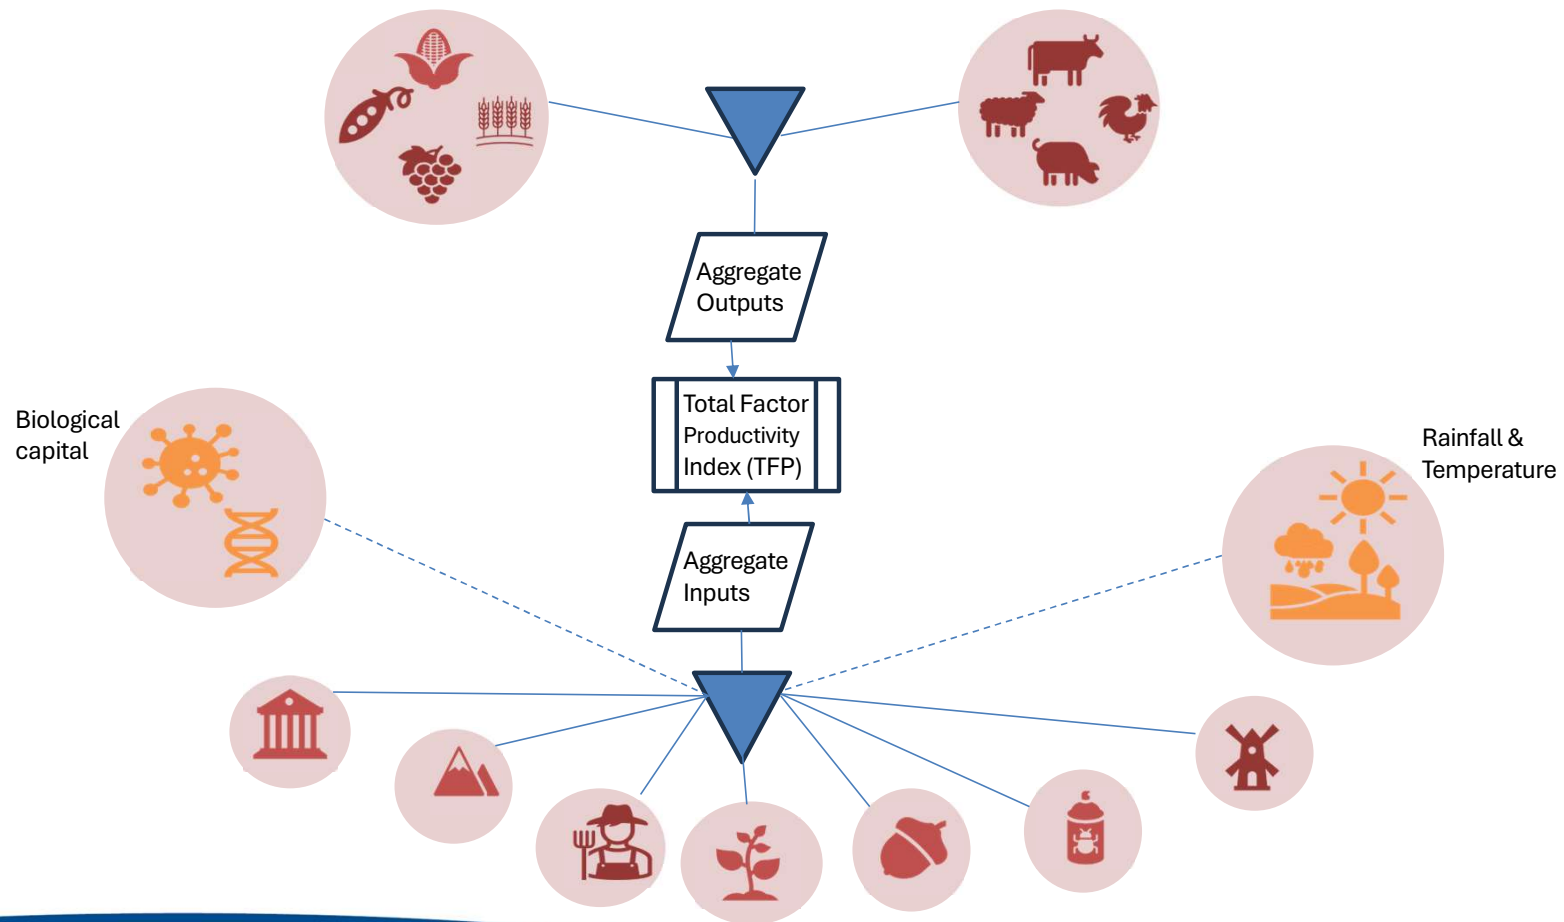 Aggregate
Outputs
Total Factor
Productivity
Index (TFP)
Biological
capital
Rainfall &
Temperature
Aggregate
Inputs